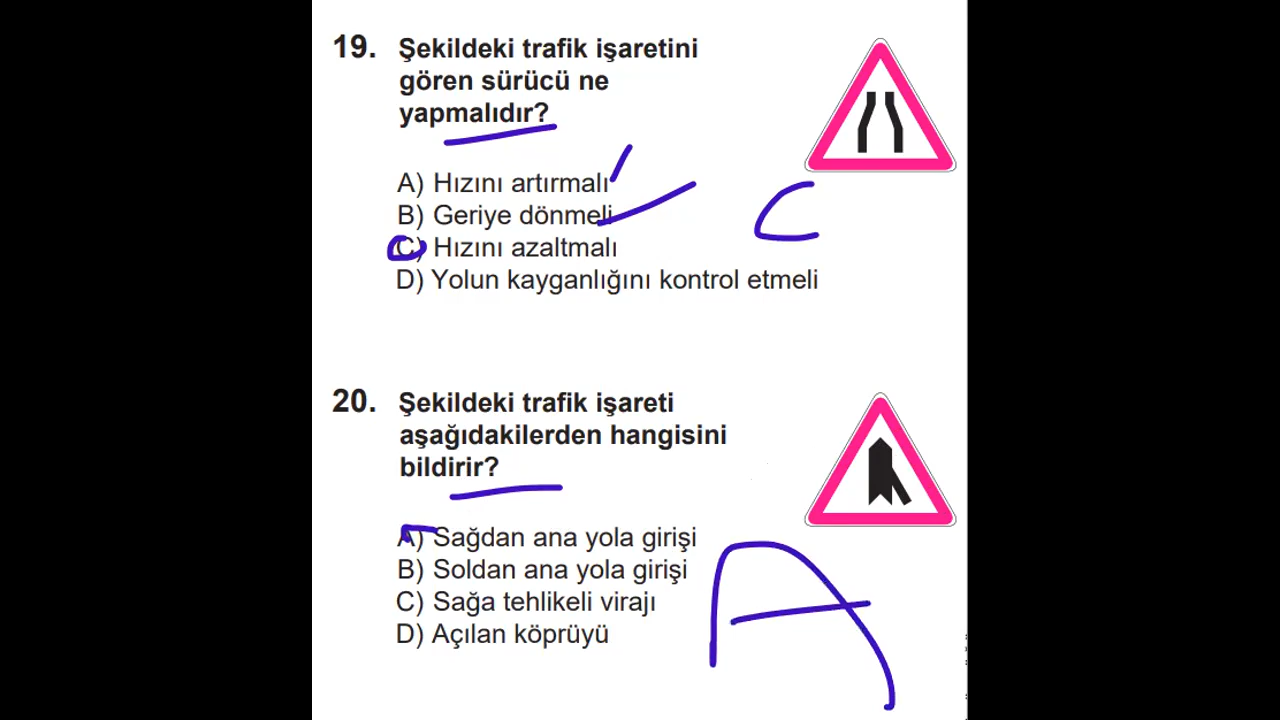 19. Şekildeki trafik işaretini
gören sürücü ne
yapmalıdır?
A) Hızını artırmalı
B) Geriye dönmeli
C) Hızını azaltmalı
D) Yolun kayganlığını kontrol etmeli
C
20. Şekildeki trafik işareti
aşağıdakilerden hangisini
bildirir?
A) Sağdan ana yola girişi
B) Soldan ana yola girişi
C) Sağa tehlikeli virajı
D) Açılan köprüyü
A